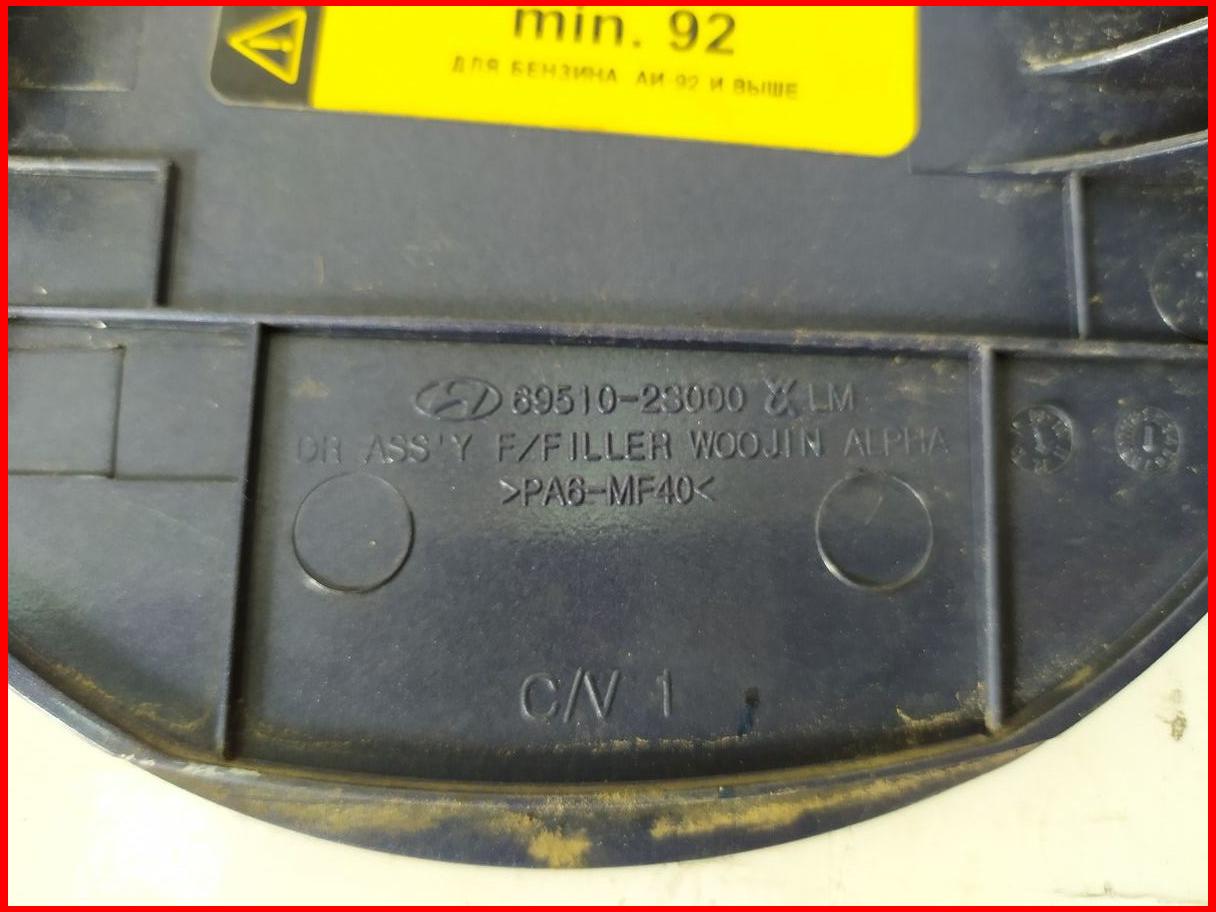 min. 92
ДЛЯ БЕНЗИНА АИ-92 И ВЫШЕ
69510-2S000 LM
DR ASS'Y F/FILLER WOOJIN ALPHA
>PA6-MF40<
C/V 1